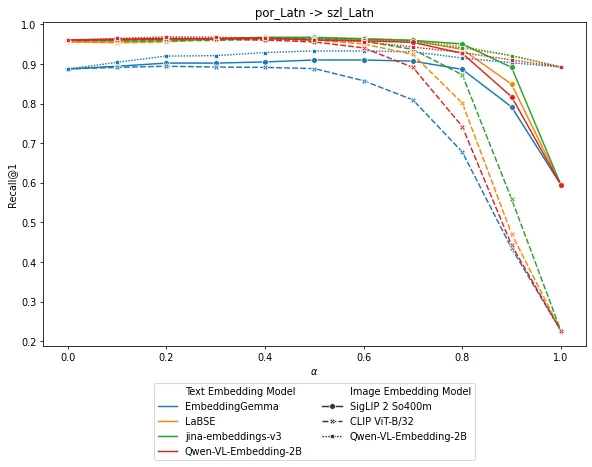 por_Latn -> szl_Latn
Recall@1
0.9
0.8
0.7
0.6
0.5
0.4
0.3
0.2
0.0 0.2 0.4 0.6 0.8 1.0
1.0
α
Text Embedding Model Image Embedding Model
EmbeddingGemma SigLIP 2 So400m
LaBSE CLIP ViT-B/32
jina-embeddings-v3 Qwen-VL-Embedding-2B
Qwen-VL-Embedding-2B